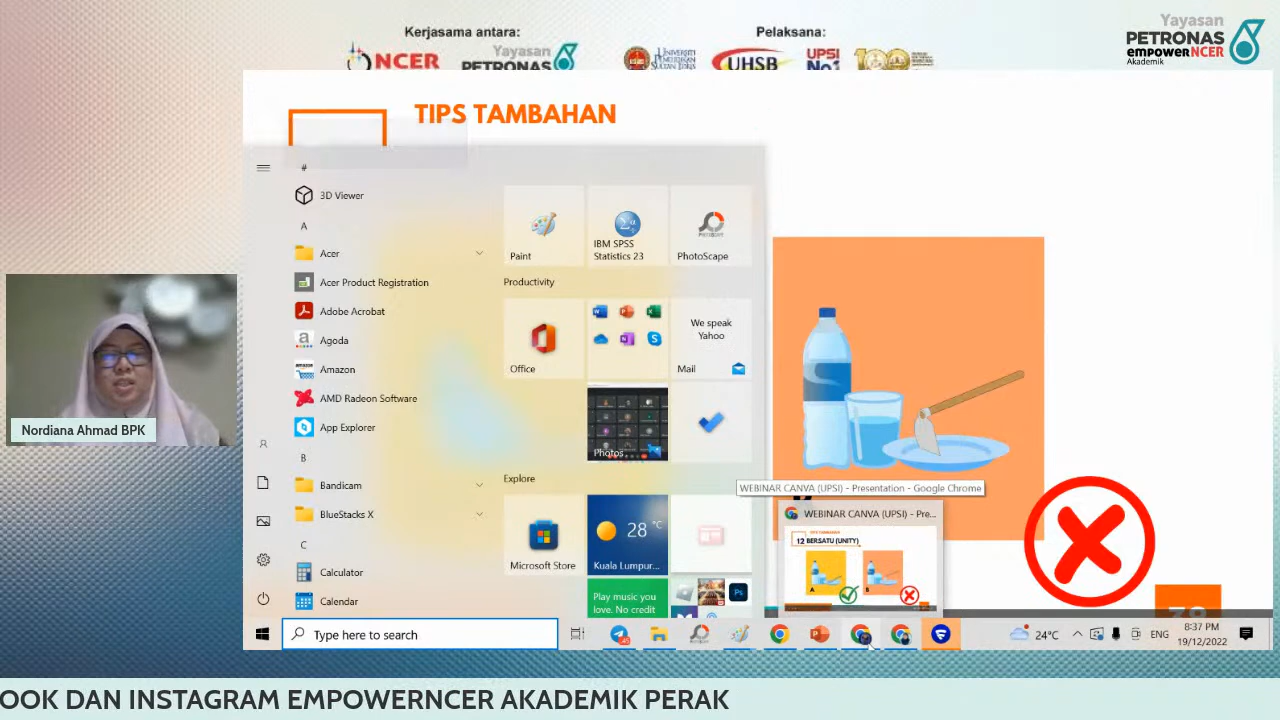 Kerjasama antara:
Pelaksana:
NCER
Yayasan
PETRONAS
UHSB
UPSI
No1
100
Yayasan
PETRONAS
empowerNCER
Akademik
TIPS TAMBAHAN
#
3D Viewer
A
Acer
Acer Product Registration
Adobe Acrobat
Agoda
Amazon
AMD Radeon Software
App Explorer
B
Bandicam
BlueStacks X
C
Calculator
Calendar
Paint
IBM SPSS
Statistics 23
PhotoScape
Productivity
Office
We speak
Yahoo
Mail
Photos
Explore
Microsoft Store
28 °C
Kuala Lumpur...
Play music you
love. No credit
Ps
WEBINAR CANVA (UPSI) - Presentation - Google Chrome
WEBINAR CANVA (UPSI) - Pre...
12 BERSATU (UNITY)
A
B
Nordiana Ahmad BPK
Type here to search
24°C
ENG
8:37 PM
19/12/2022
OOK DAN INSTAGRAM EMPOWERNCER AKADEMIK PERAK